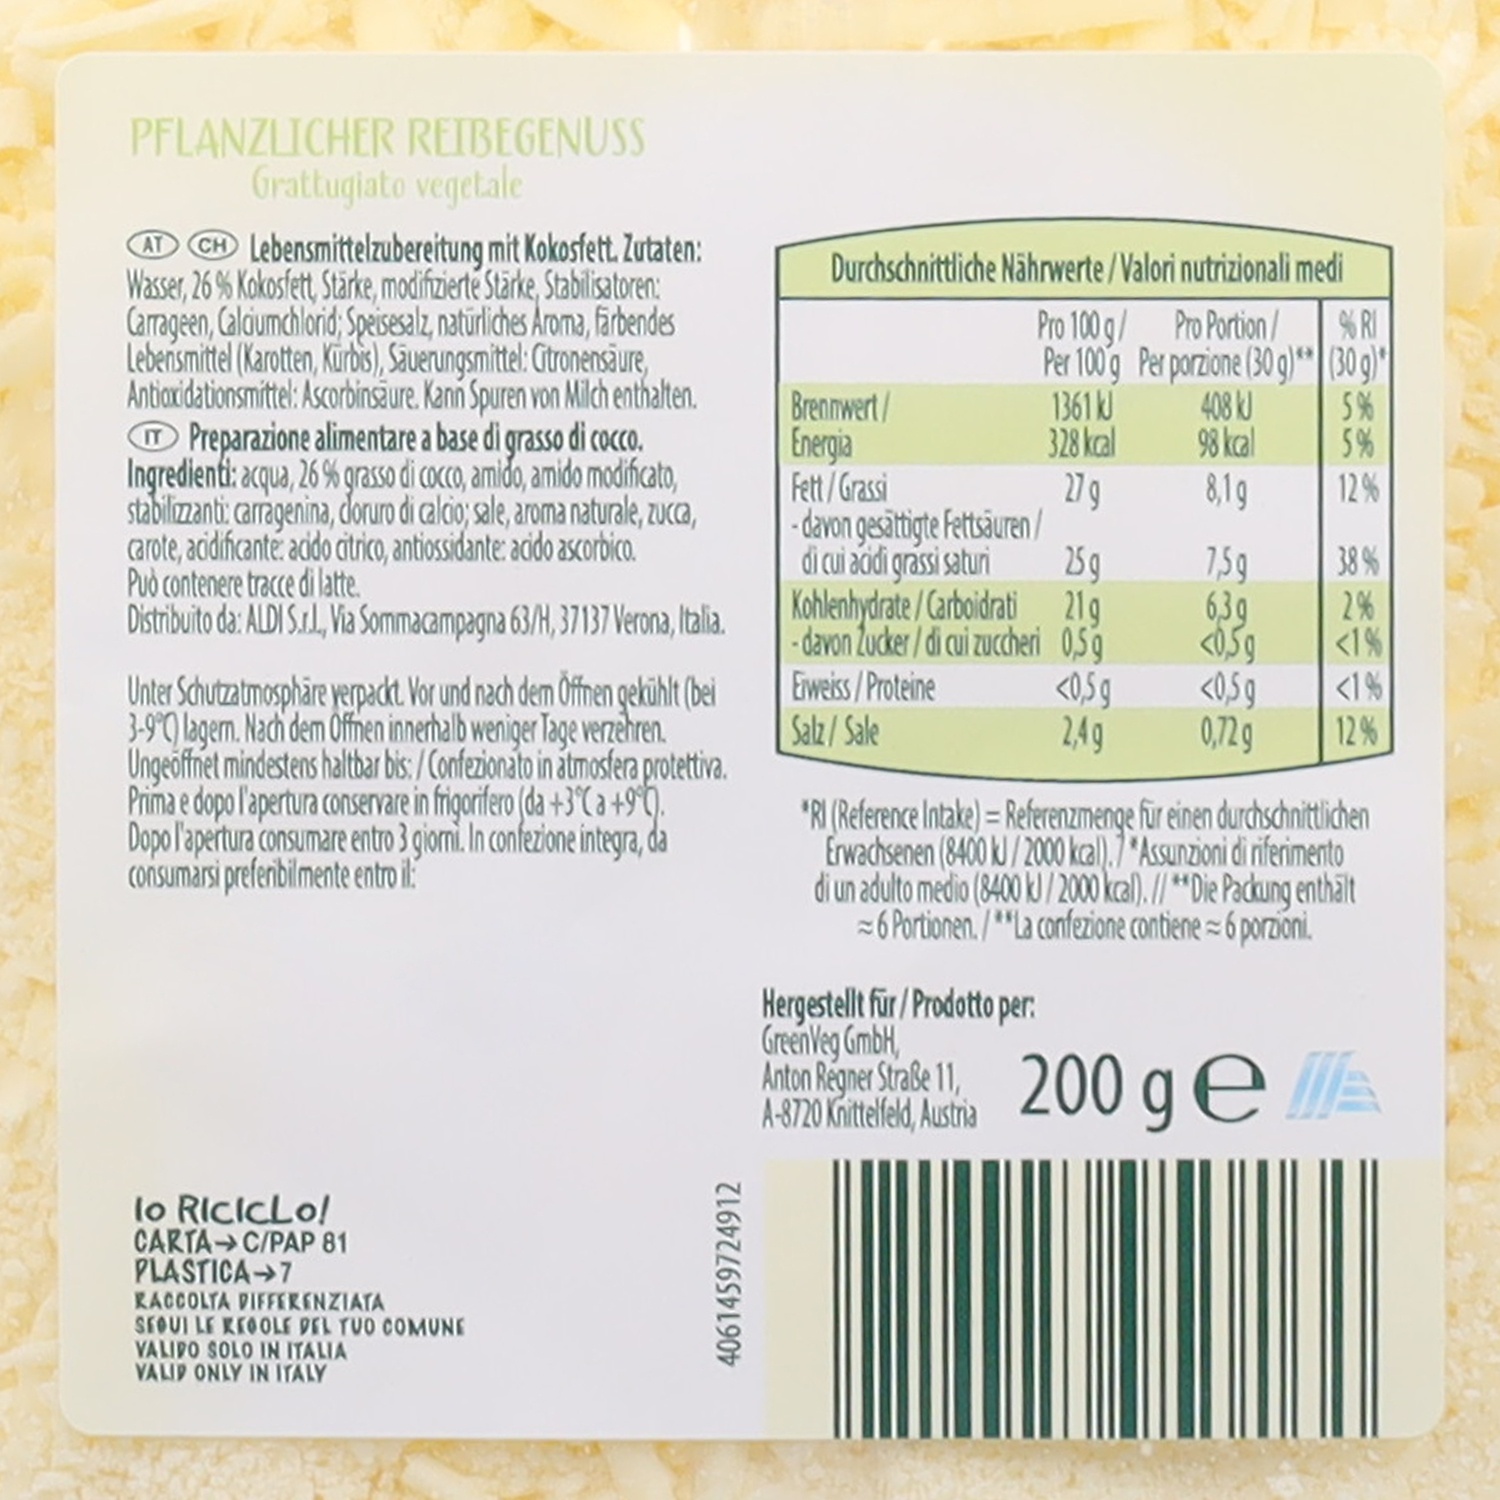 PFLANZLICHER REIBEGENUSS
Grattugiato vegetale
AT CH Lebensmittelzubereitung mit Kokosfett. Zutaten:
Wasser, 26 % Kokosfett, Stärke, modifizierte Stärke, Stabilisatoren:
Carrageen, Calciumchlorid; Speisesalz, natürliches Aroma, färbendes
Lebensmittel (Karotten, Kürbis), Säuerungsmittel: Citronensäure,
Antioxidationsmittel: Ascorbinsäure. Kann Spuren von Milch enthalten.
IT Preparazione alimentare a base di grasso di cocco.
Ingredienti: acqua, 26 % grasso di cocco, amido, amido modificato,
stabilizzanti: carragenina, cloruro di calcio; sale, aroma naturale, zucca,
carote, acidificante: acido citrico, antiossidante: acido ascorbico.
Può contenere tracce di latte.
Distribuito da: ALDI S.r.l., Via Sommacampagna 63/H, 37137 Verona, Italia.
Unter Schutzatmosphäre verpackt. Vor und nach dem Öffnen gekühlt (bei
3-9°C) lagern. Nach dem Öffnen innerhalb weniger Tage verzehren.
Ungeöffnet mindestens haltbar bis: / Confezionato in atmosfera protettiva.
Prima e dopo l'apertura conservare in frigorifero (da +3°C a +9°C).
Dopo l'apertura consumare entro 3 giorni. In confezione integra, da
consumarsi preferibilmente entro il:
Durchschnittliche Nährwerte / Valori nutrizionali medi
Pro 100 g / Pro Portion / % RI
Per 100 g Per porzione (30 g)** (30 g)*
Brennwert / 1361 kJ 408 kJ 5 %
Energia 328 kcal 98 kcal 5 %
Fett / Grassi 27 g 8,1 g 12 %
- davon gesättigte Fettsäuren /
di cui acidi grassi saturi 25 g 7,5 g 38 %
Kohlenhydrate / Carboidrati 21 g 6,3 g 2 %
- davon Zucker / di cui zuccheri 0,5 g <0,5 g <1 %
Eiweiss / Proteine <0,5 g <0,5 g <1 %
Salz / Sale 2,4 g 0,72 g 12 %
*RI (Reference Intake) = Referenzmenge für einen durchschnittlichen
Erwachsenen (8400 kJ / 2000 kcal). / *Assunzioni di riferimento
di un adulto medio (8400 kJ / 2000 kcal). // **Die Packung enthält
≈ 6 Portionen. / **La confezione contiene ≈ 6 porzioni.
Hergestellt für / Prodotto per:
GreenVeg GmbH,
Anton Regner Straße 11,
A-8720 Knittelfeld, Austria
200 g e
Io RICICLO!
CARTA→C/PAP 81
PLASTICA→7
RACCOLTA DIFFERENZIATA
SEGUI LE REGOLE DEL TUO COMUNE
VALIDO SOLO IN ITALIA
VALID ONLY IN ITALY
4061459724912